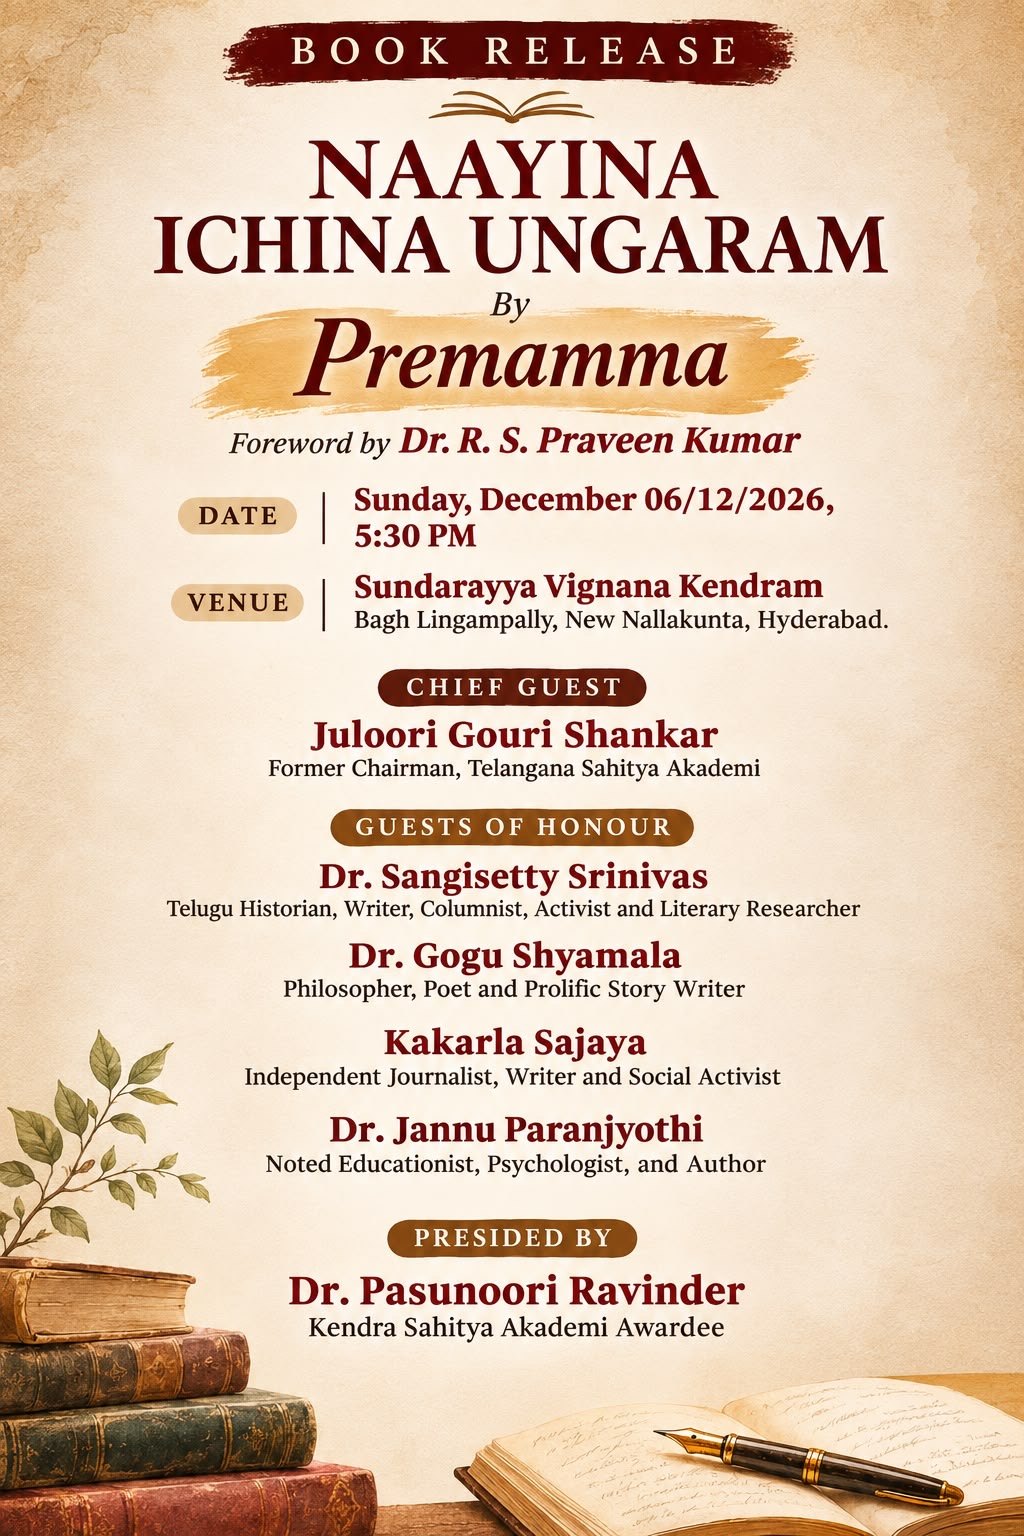 BOOK RELEASE
NAAYINA
ICHINA UNGARAM
By
Premamma
Foreword by Dr. R. S. Praveen Kumar
DATE
Sunday, December 06/12/2026,
5:30 PM
VENUE
Sundarayya Vignana Kendram
Bagh Lingampally, New Nallakunta, Hyderabad.
CHIEF GUEST
Juloori Gouri Shankar
Former Chairman, Telangana Sahitya Akademi
GUESTS OF HONOUR
Dr. Sangisetty Srinivas
Telugu Historian, Writer, Columnist, Activist and Literary Researcher
Dr. Gogu Shyamala
Philosopher, Poet and Prolific Story Writer
Kakarla Sajaya
Independent Journalist, Writer and Social Activist
Dr. Jannu Paranjyothi
Noted Educationist, Psychologist, and Author
PRESIDED BY
Dr. Pasunoori Ravinder
Kendra Sahitya Akademi Awardee